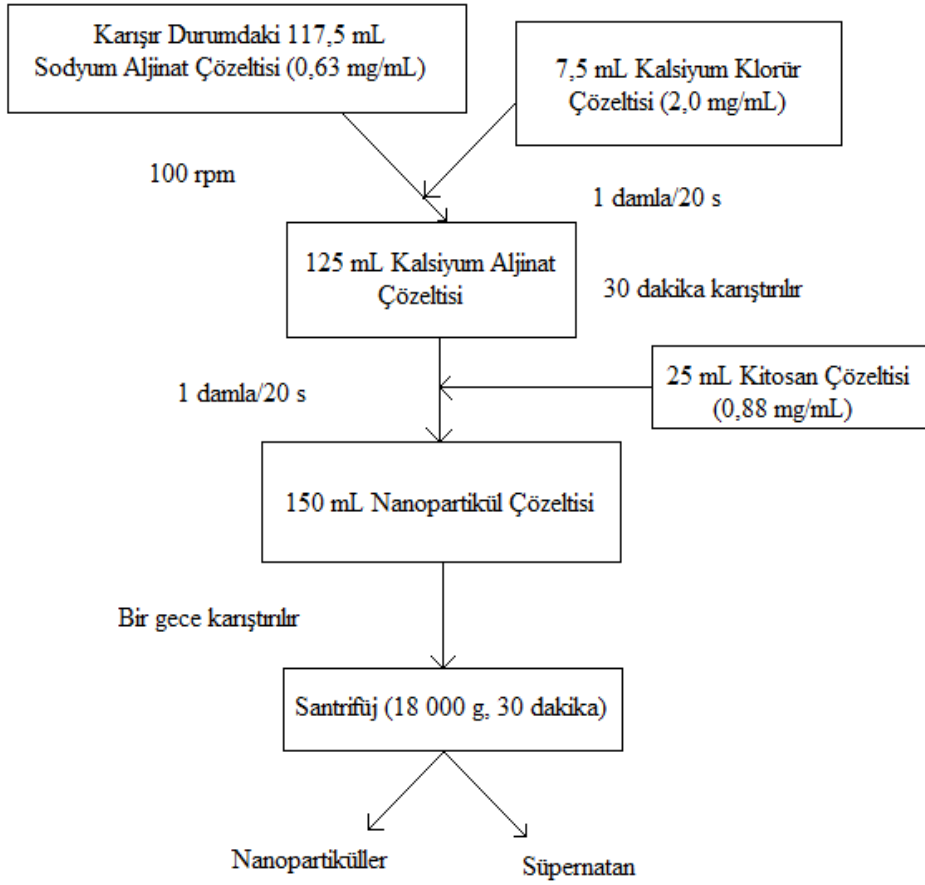 Karışır Durumdaki 117,5 mL
Sodyum Aljinat Çözeltisi (0,63 mg/mL)
7,5 mL Kalsiyum Klorür
Çözeltisi (2,0 mg/mL)
100 rpm
1 damla/20 s
125 mL Kalsiyum Aljinat
Çözeltisi
30 dakika karıştırılır
1 damla/20 s
25 mL Kitosan Çözeltisi
(0,88 mg/mL)
150 mL Nanopartikül Çözeltisi
Bir gece karıştırılır
Santrifüj (18 000 g, 30 dakika)
Nanopartiküller
Süpernatan